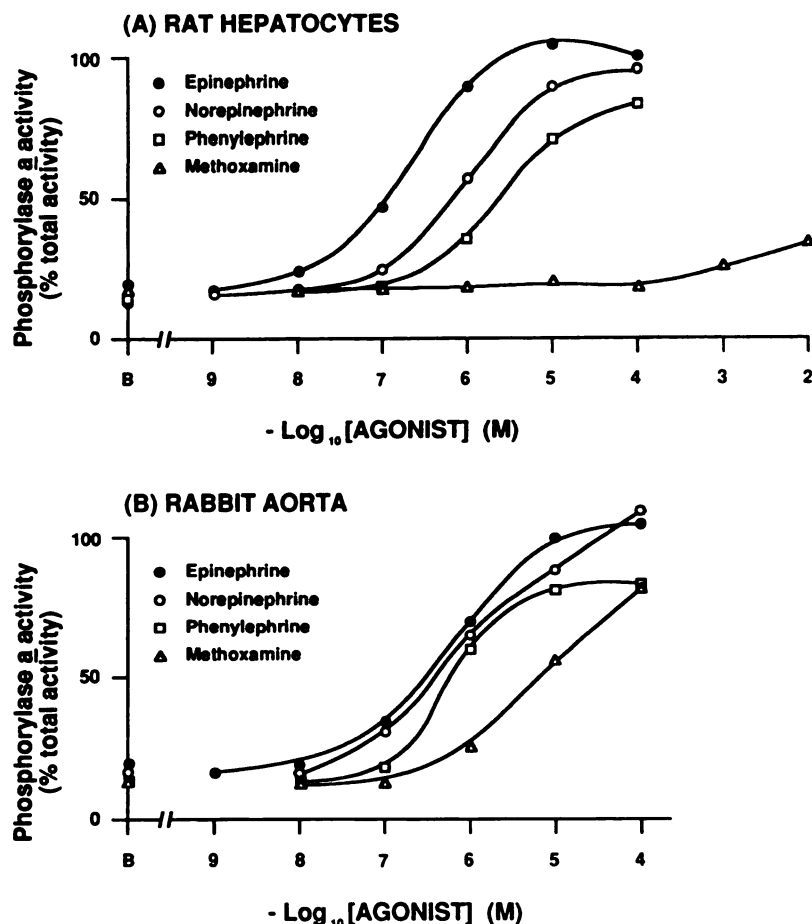 (A) RAT HEPATOCYTES
100
50
0
Phosphorylase a activity
(% total activity)
Epinephrine
Norepinephrine
Phenylephrine
Methoxamine
B 9 8 7 6 5 4 3 2
- Log₁₀ [AGONIST] (M)
(B) RABBIT AORTA
100
50
0
Phosphorylase a activity
(% total activity)
Epinephrine
Norepinephrine
Phenylephrine
Methoxamine
B 9 8 7 6 5 4
- Log₁₀ [AGONIST] (M)